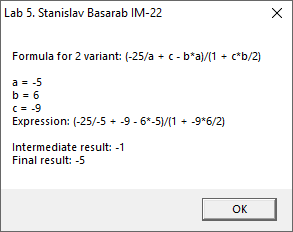 Lab 5. Stanislav Basarab IM-22
Formula for 2 variant: (-25/a + c - b*a)/(1 + c*b/2)
a = -5
b = 6
c = -9
Expression: (-25/-5 + -9 - 6*-5)/(1 + -9*6/2)
Intermediate result: -1
Final result: -5
OK